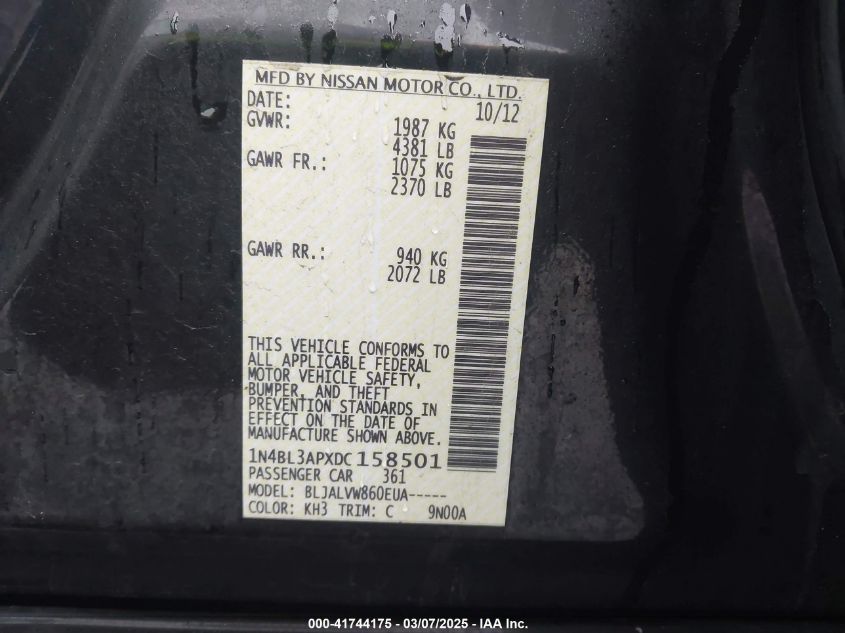 MFD BY NISSAN MOTOR CO., LTD.
DATE: 10/12
GVWR: 1987 KG
4381 LB
GAWR FR.: 1075 KG
2370 LB
GAWR RR.: 940 KG
2072 LB
THIS VEHICLE CONFORMS TO
ALL APPLICABLE FEDERAL
MOTOR VEHICLE SAFETY,
BUMPER, AND THEFT
PREVENTION STANDARDS IN
EFFECT ON THE DATE OF
MANUFACTURE SHOWN ABOVE.
1N4BL3APXDC158501
PASSENGER CAR 361
MODEL: BLJALVW860EUA-----
COLOR: KH3 TRIM: C 9N00A
000-41744175 — 03/07/2025 - IAA Inc.